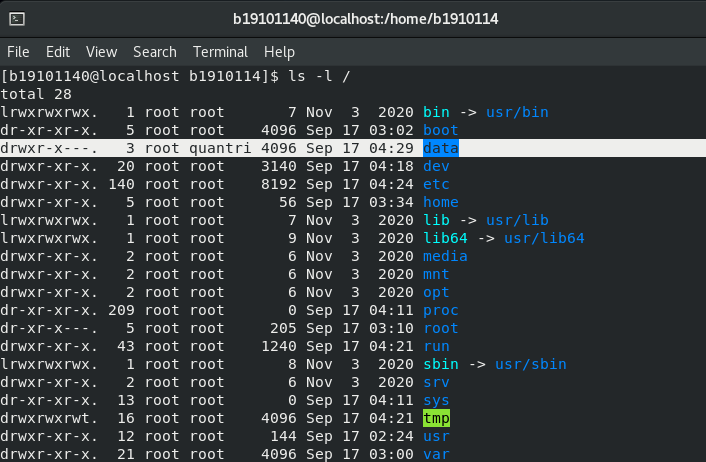 b19101140@localhost:/home/b1910114
File Edit View Search Terminal Help
[b19101140@localhost b1910114]$ ls -l /
total 28
lrwxrwxrwx.   1 root root       7 Nov  3  2020 bin -> usr/bin
dr-xr-xr-x.   5 root root    4096 Sep 17 03:02 boot
drwxr-x---.   3 root quantri 4096 Sep 17 04:29 data
drwxr-xr-x.  20 root root    3140 Sep 17 04:18 dev
drwxr-xr-x. 140 root root    8192 Sep 17 04:24 etc
drwxr-xr-x.   5 root root      56 Sep 17 03:34 home
lrwxrwxrwx.   1 root root       7 Nov  3  2020 lib -> usr/lib
lrwxrwxrwx.   1 root root       9 Nov  3  2020 lib64 -> usr/lib64
drwxr-xr-x.   2 root root       6 Nov  3  2020 media
drwxr-xr-x.   2 root root       6 Nov  3  2020 mnt
drwxr-xr-x.   2 root root       6 Nov  3  2020 opt
dr-xr-xr-x. 209 root root       0 Sep 17 04:11 proc
dr-xr-x---.   5 root root     205 Sep 17 03:10 root
drwxr-xr-x.  43 root root    1240 Sep 17 04:21 run
lrwxrwxrwx.   1 root root       8 Nov  3  2020 sbin -> usr/sbin
drwxr-xr-x.   2 root root       6 Nov  3  2020 srv
dr-xr-xr-x.  13 root root       0 Sep 17 04:11 sys
drwxrwxrwt.  16 root root    4096 Sep 17 04:21 tmp
drwxr-xr-x.  12 root root     144 Sep 17 02:24 usr
drwxr-xr-x.  21 root root    4096 Sep 17 03:00 var